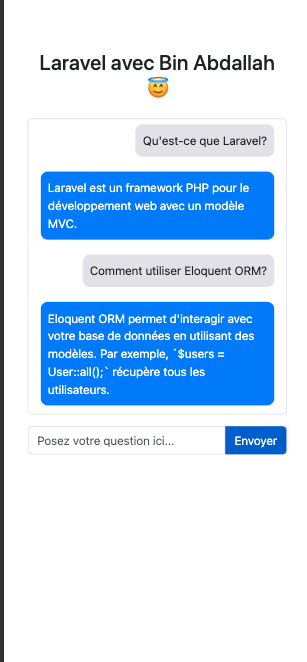 Laravel avec Bin Abdallah
😇
Qu'est-ce que Laravel?
Laravel est un framework PHP pour le
développement web avec un modèle
MVC.
Comment utiliser Eloquent ORM?
Eloquent ORM permet d'interagir avec
votre base de données en utilisant des
modèles. Par exemple, `$users =
User::all();` récupère tous les
utilisateurs.
Posez votre question ici...
Envoyer